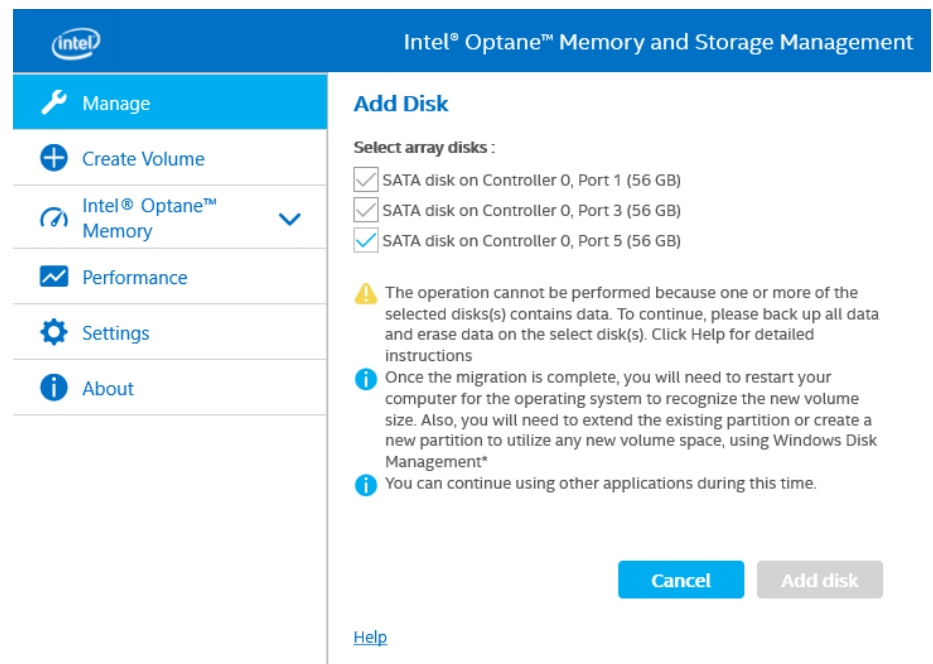 intel
Intel® Optane™ Memory and Storage Management
Manage
Create Volume
Intel® Optane™
Memory
Performance
Settings
i About
Add Disk
Select array disks :
SATA disk on Controller 0, Port 1 (56 GB)
SATA disk on Controller 0, Port 3 (56 GB)
SATA disk on Controller 0, Port 5 (56 GB)
! The operation cannot be performed because one or more of the
selected disks(s) contains data. To continue, please back up all data
and erase data on the select disk(s). Click Help for detailed
instructions
i Once the migration is complete, you will need to restart your
computer for the operating system to recognize the new volume
size. Also, you will need to extend the existing partition or create a
new partition to utilize any new volume space, using Windows Disk
Management*
i You can continue using other applications during this time.
Cancel
Add disk
Help